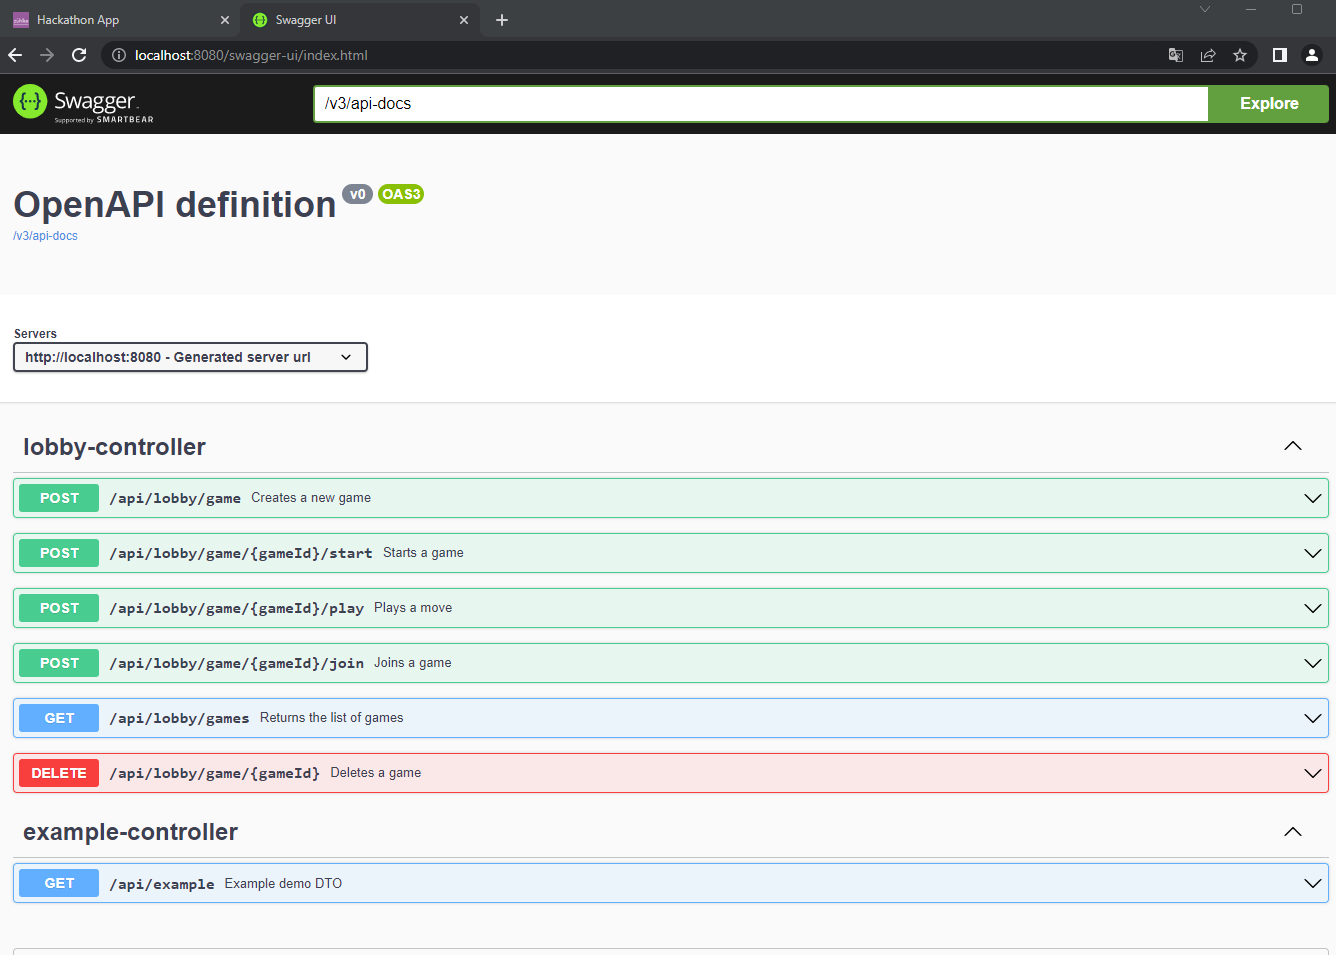 Hackathon App
Swagger UI
localhost:8080/swagger-ui/index.html
Swagger
Supported by SMARTBEAR
/v3/api-docs
Explore
OpenAPI definition v0 OAS3
/v3/api-docs
Servers
http://localhost:8080 - Generated server url
lobby-controller
POST /api/lobby/game Creates a new game
POST /api/lobby/game/{gameId}/start Starts a game
POST /api/lobby/game/{gameId}/play Plays a move
POST /api/lobby/game/{gameId}/join Joins a game
GET /api/lobby/games Returns the list of games
DELETE /api/lobby/game/{gameId} Deletes a game
example-controller
GET /api/example Example demo DTO